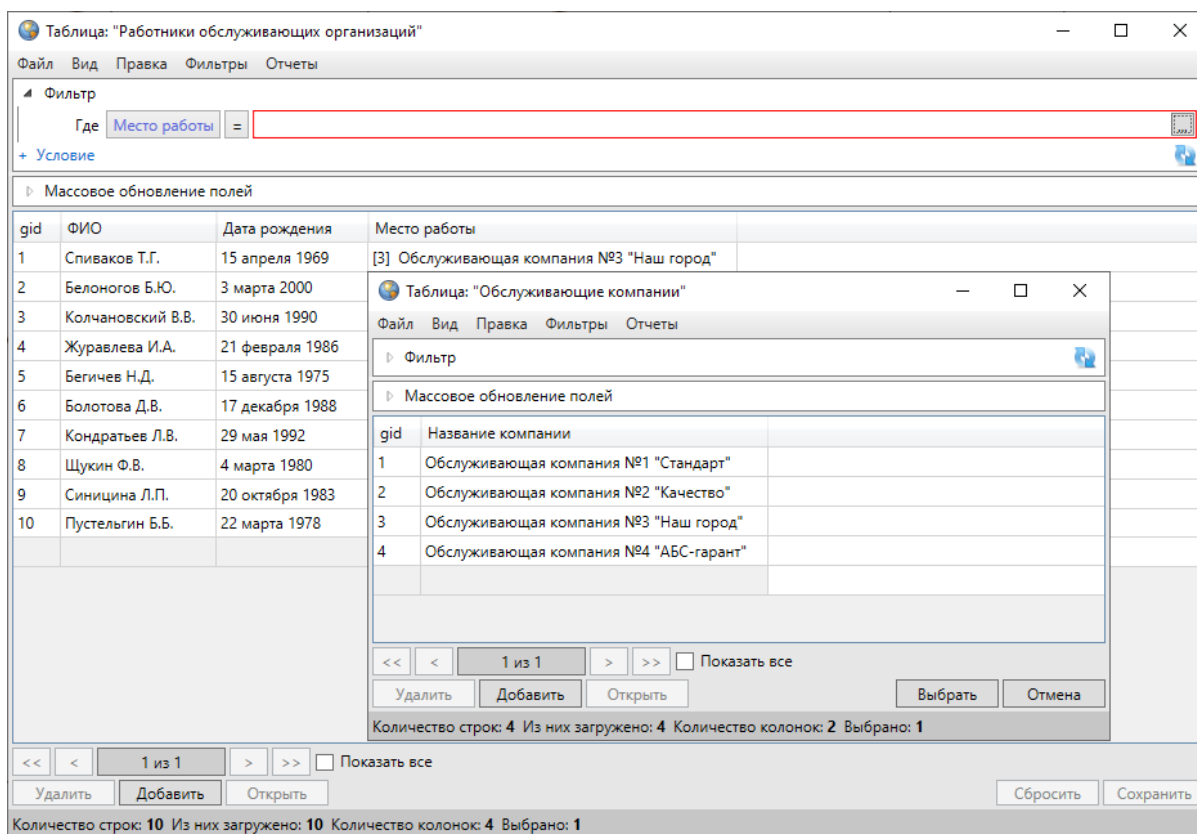 Таблица: "Работники обслуживающих организаций"
Файл Вид Правка Фильтры Отчеты
Фильтр
Где Место работы = ...
+ Условие
Массовое обновление полей
gid ФИО Дата рождения Место работы
1 Спиваков Т.Г. 15 апреля 1969 [3] Обслуживающая компания №3 "Наш город"
2 Белоногов Б.Ю. 3 марта 2000
3 Колчановский В.В. 30 июня 1990
4 Журавлева И.А. 21 февраля 1986
5 Бегичев Н.Д. 15 августа 1975
6 Болотова Д.В. 17 декабря 1988
7 Кондратьев Л.В. 29 мая 1992
8 Щукин Ф.В. 4 марта 1980
9 Синицина Л.П. 20 октября 1983
10 Пустельгин Б.Б. 22 марта 1978
Таблица: "Обслуживающие компании"
Файл Вид Правка Фильтры Отчеты
Фильтр
Массовое обновление полей
gid Название компании
1 Обслуживающая компания №1 "Стандарт"
2 Обслуживающая компания №2 "Качество"
3 Обслуживающая компания №3 "Наш город"
4 Обслуживающая компания №4 "АБС-гарант"
<< < 1 из 1 > >> Показать все
Удалить Добавить Открыть Выбрать Отмена
Количество строк: 4 Из них загружено: 4 Количество колонок: 2 Выбрано: 1
<< < 1 из 1 > >> Показать все
Удалить Добавить Открыть Сбросить Сохранить
Количество строк: 10 Из них загружено: 10 Количество колонок: 4 Выбрано: 1